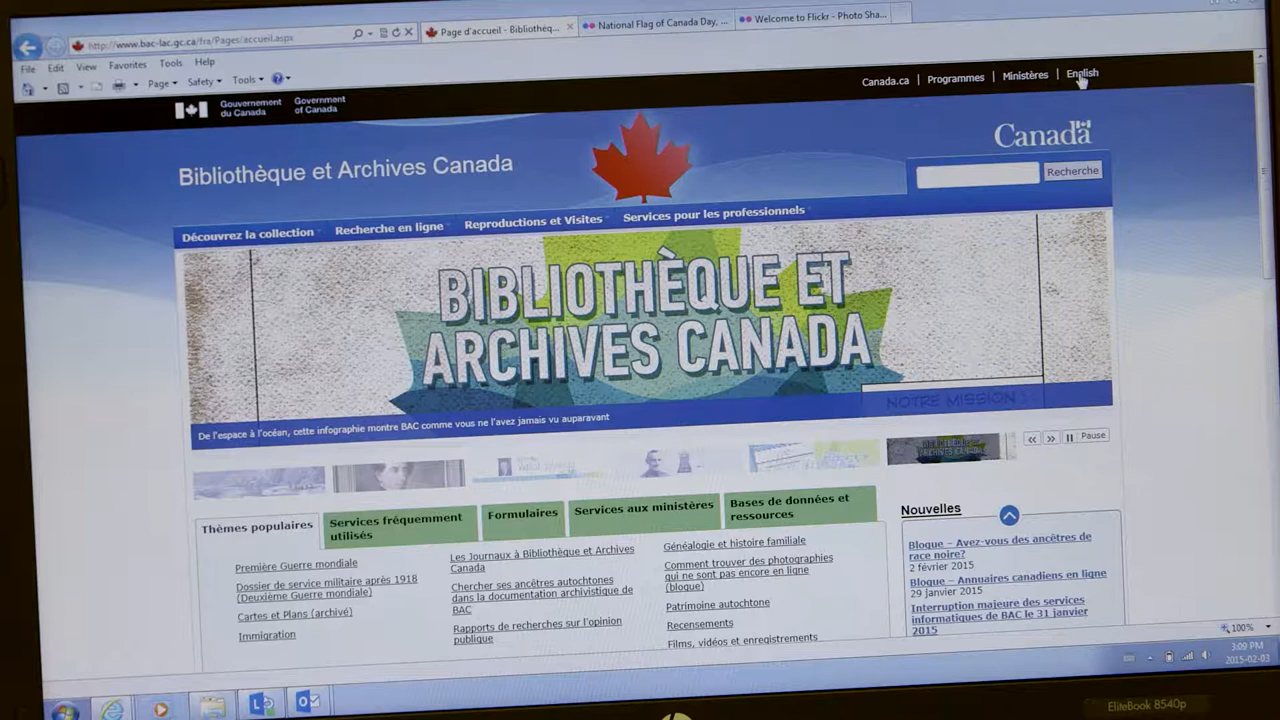 http://www.bac-lac.gc.ca/fra/Pages/accueil.aspx
Page d'accueil - Bibliothèq...
National Flag of Canada Day, ...
Welcome to Flickr - Photo Sha...
File Edit View Favorites Tools Help
Page Safety Tools
Gouvernement du Canada
Government of Canada
Canada.ca | Programmes | Ministères | English
Canada
Bibliothèque et Archives Canada
Recherche
Découvrez la collection Recherche en ligne Reproductions et Visites Services pour les professionnels
BIBLIOTHÈQUE ET
ARCHIVES CANADA
NOTRE MISSION
De l'espace à l'océan, cette infographie montre BAC comme vous ne l'avez jamais vu auparavant
BIBLIOTHÈQUE ET
ARCHIVES CANADA
Pause
Thèmes populaires
Services fréquemment
utilisés
Formulaires
Services aux ministères
Bases de données et
ressources
Première Guerre mondiale
Dossier de service militaire après 1918
(Deuxième Guerre mondiale)
Cartes et Plans (archivé)
Immigration
Les Journaux à Bibliothèque et Archives
Canada
Chercher ses ancêtres autochtones
dans la documentation archivistique de
BAC
Rapports de recherches sur l'opinion
publique
Généalogie et histoire familiale
Comment trouver des photographies
qui ne sont pas encore en ligne
(blogue)
Patrimoine autochtone
Recensements
Films, vidéos et enregistrements
Nouvelles
Blogue – Avez-vous des ancêtres de
race noire?
2 février 2015
Blogue – Annuaires canadiens en ligne
29 janvier 2015
Interruption majeure des services
informatiques de BAC le 31 janvier
2015
100%
3:09 PM
2015-02-03
EliteBook 8540p